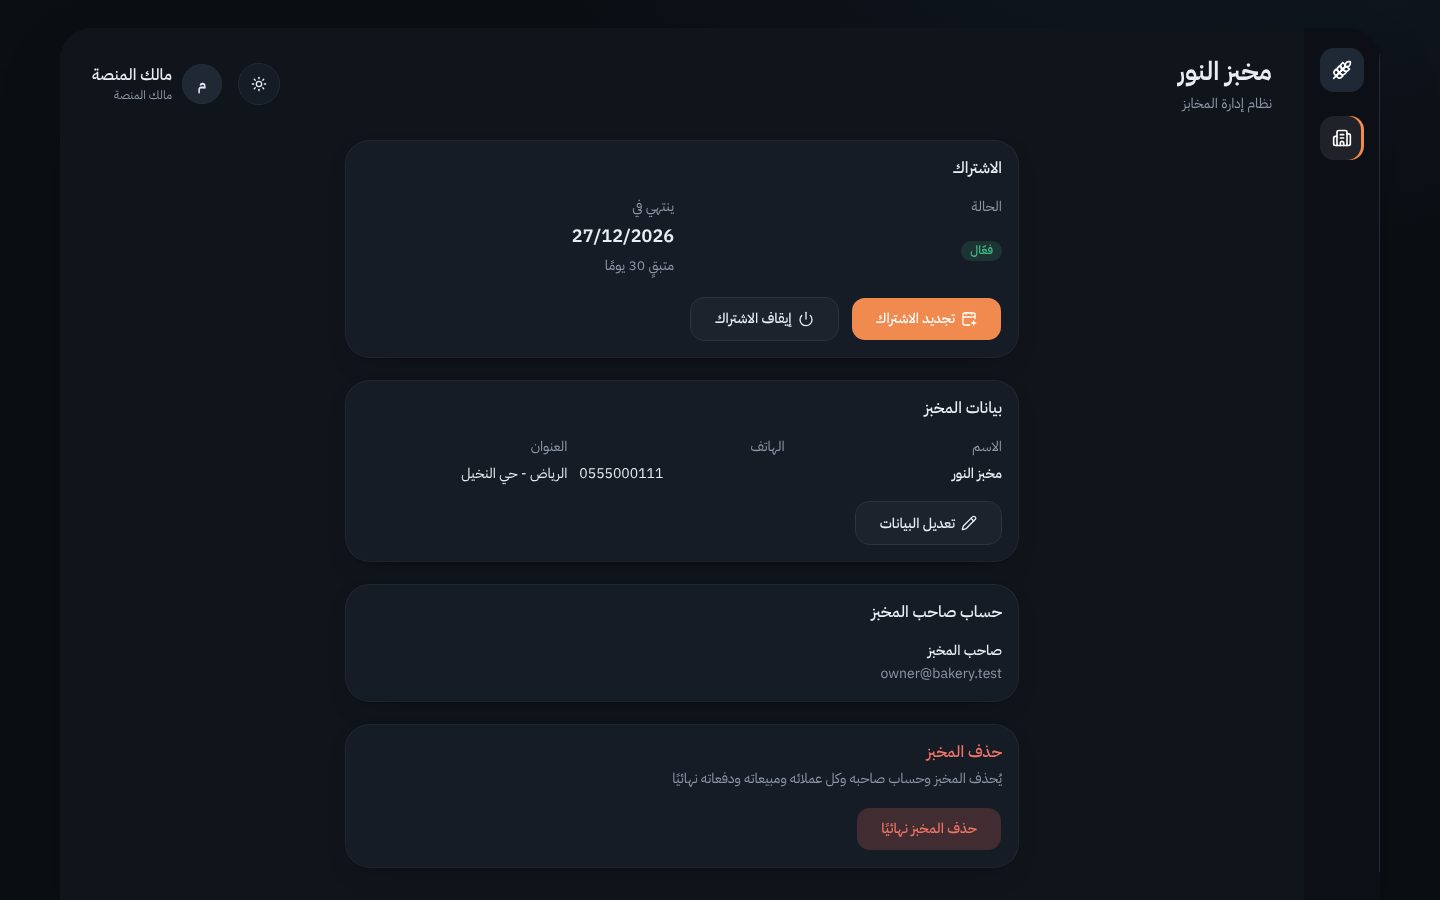 مخبز النور
نظام إدارة المخابز
مالك المنصة
مالك المنصة
م
الاشتراك
الحالة
فعّال
ينتهي في
27/12/2026
متبقٍ 30 يومًا
تجديد الاشتراك
إيقاف الاشتراك
بيانات المخبز
الاسم
مخبز النور
الهاتف
0555000111
العنوان
الرياض - حي النخيل
تعديل البيانات
حساب صاحب المخبز
صاحب المخبز
owner@bakery.test
حذف المخبز
يُحذف المخبز وحساب صاحبه وكل عملائه ومبيعاته ودفعاته نهائيًا
حذف المخبز نهائيًا